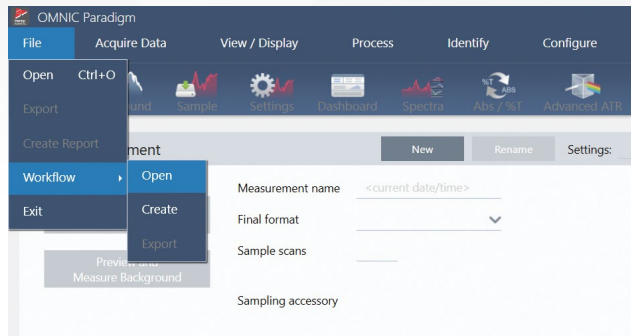 OMNIC Paradigm
File Acquire Data View / Display Process Identify Configure
Open Ctrl+O
Sample Settings Dashboard Spectra Abs / %T Advanced ATR
%T ABS
Export
Create Report
New Rename Settings:
Workflow
Open
Create
Export
Exit
Measurement name <current date/time>
Final format
Sample scans
Preview and
Measure Background
Sampling accessory